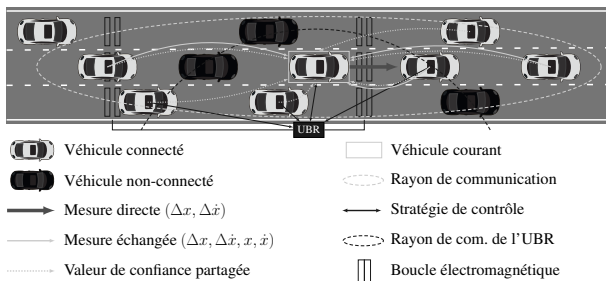 UBR
Véhicule connecté
Véhicule courant
Véhicule non-connecté
Rayon de communication
Mesure directe (Δx, Δẋ)
Stratégie de contrôle
Mesure échangée (Δx, Δẋ, x, ẋ)
Rayon de com. de l'UBR
Valeur de confiance partagée
Boucle électromagnétique